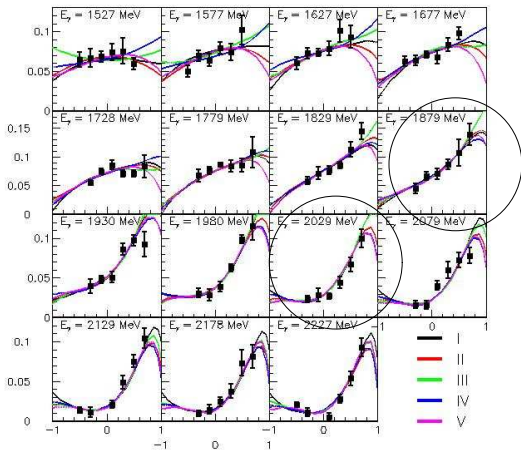 E_γ = 1527 MeV E_γ = 1577 MeV E_γ = 1627 MeV E_γ = 1677 MeV
0.1
0.05
E_γ = 1728 MeV E_γ = 1779 MeV E_γ = 1829 MeV E_γ = 1879 MeV
0.15
0.1
0.05
E_γ = 1930 MeV E_γ = 1980 MeV E_γ = 2029 MeV E_γ = 2079 MeV
0.1
0.05
0
E_γ = 2129 MeV E_γ = 2178 MeV E_γ = 2227 MeV
0.1
0.05
0
-1 0 1
-1 0 1
-1 0 1
-1 0 1
I
II
III
IV
V